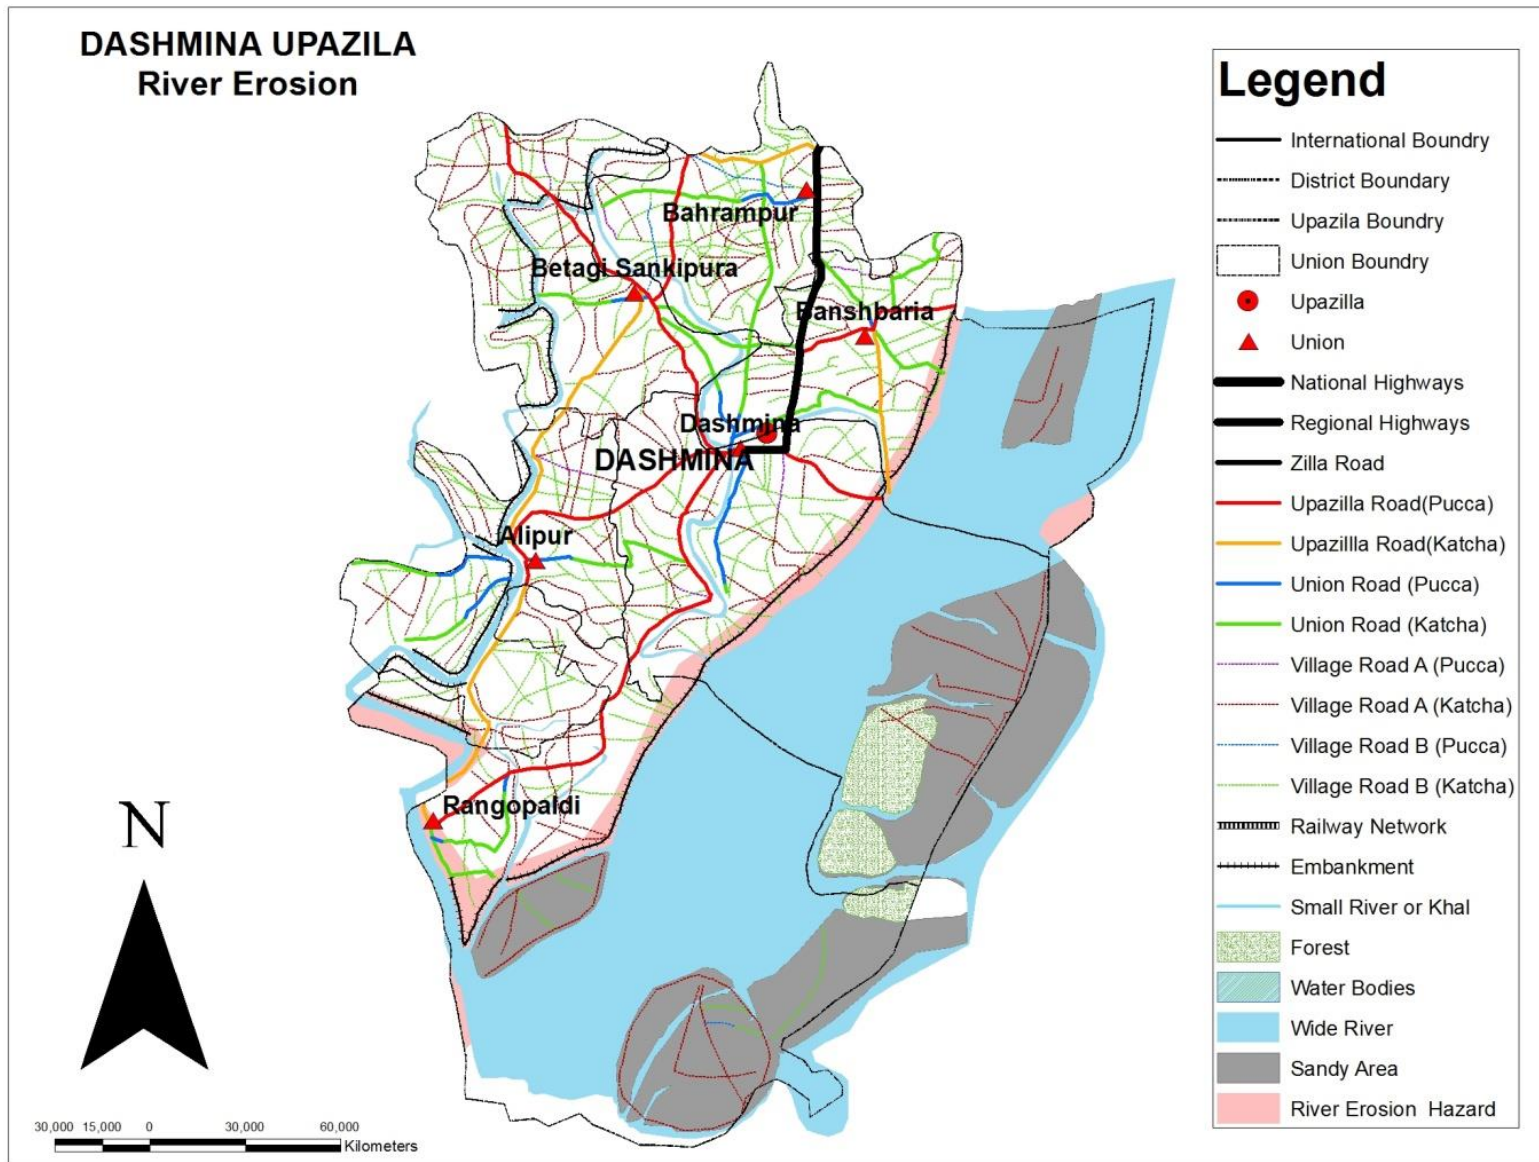 DASHMINA UPAZILA
River Erosion
Bahrampur
Betagi Sankipura
Banshbaria
Dashmina
DASHMINA
Alipur
Rangopaldi
N
30,000 15,000 0 30,000 60,000
Kilometers
Legend
International Boundry
District Boundary
Upazila Boundry
Union Boundry
Upazilla
Union
National Highways
Regional Highways
Zilla Road
Upazilla Road(Pucca)
Upazillla Road(Katcha)
Union Road (Pucca)
Union Road (Katcha)
Village Road A (Pucca)
Village Road A (Katcha)
Village Road B (Pucca)
Village Road B (Katcha)
Railway Network
Embankment
Small River or Khal
Forest
Water Bodies
Wide River
Sandy Area
River Erosion Hazard